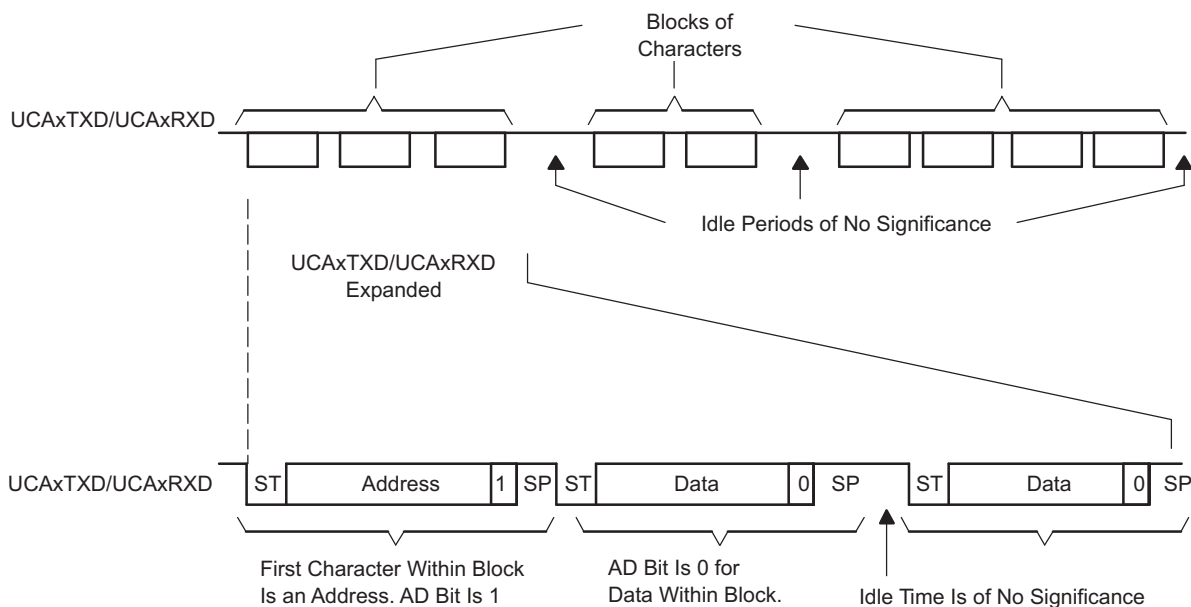 Blocks of
Characters
UCAxTXD/UCAxRXD
Idle Periods of No Significance
UCAxTXD/UCAxRXD
Expanded
UCAxTXD/UCAxRXD
ST Address 1 SP ST Data 0 SP ST Data 0 SP
First Character Within Block
Is an Address. AD Bit Is 1
AD Bit Is 0 for
Data Within Block.
Idle Time Is of No Significance